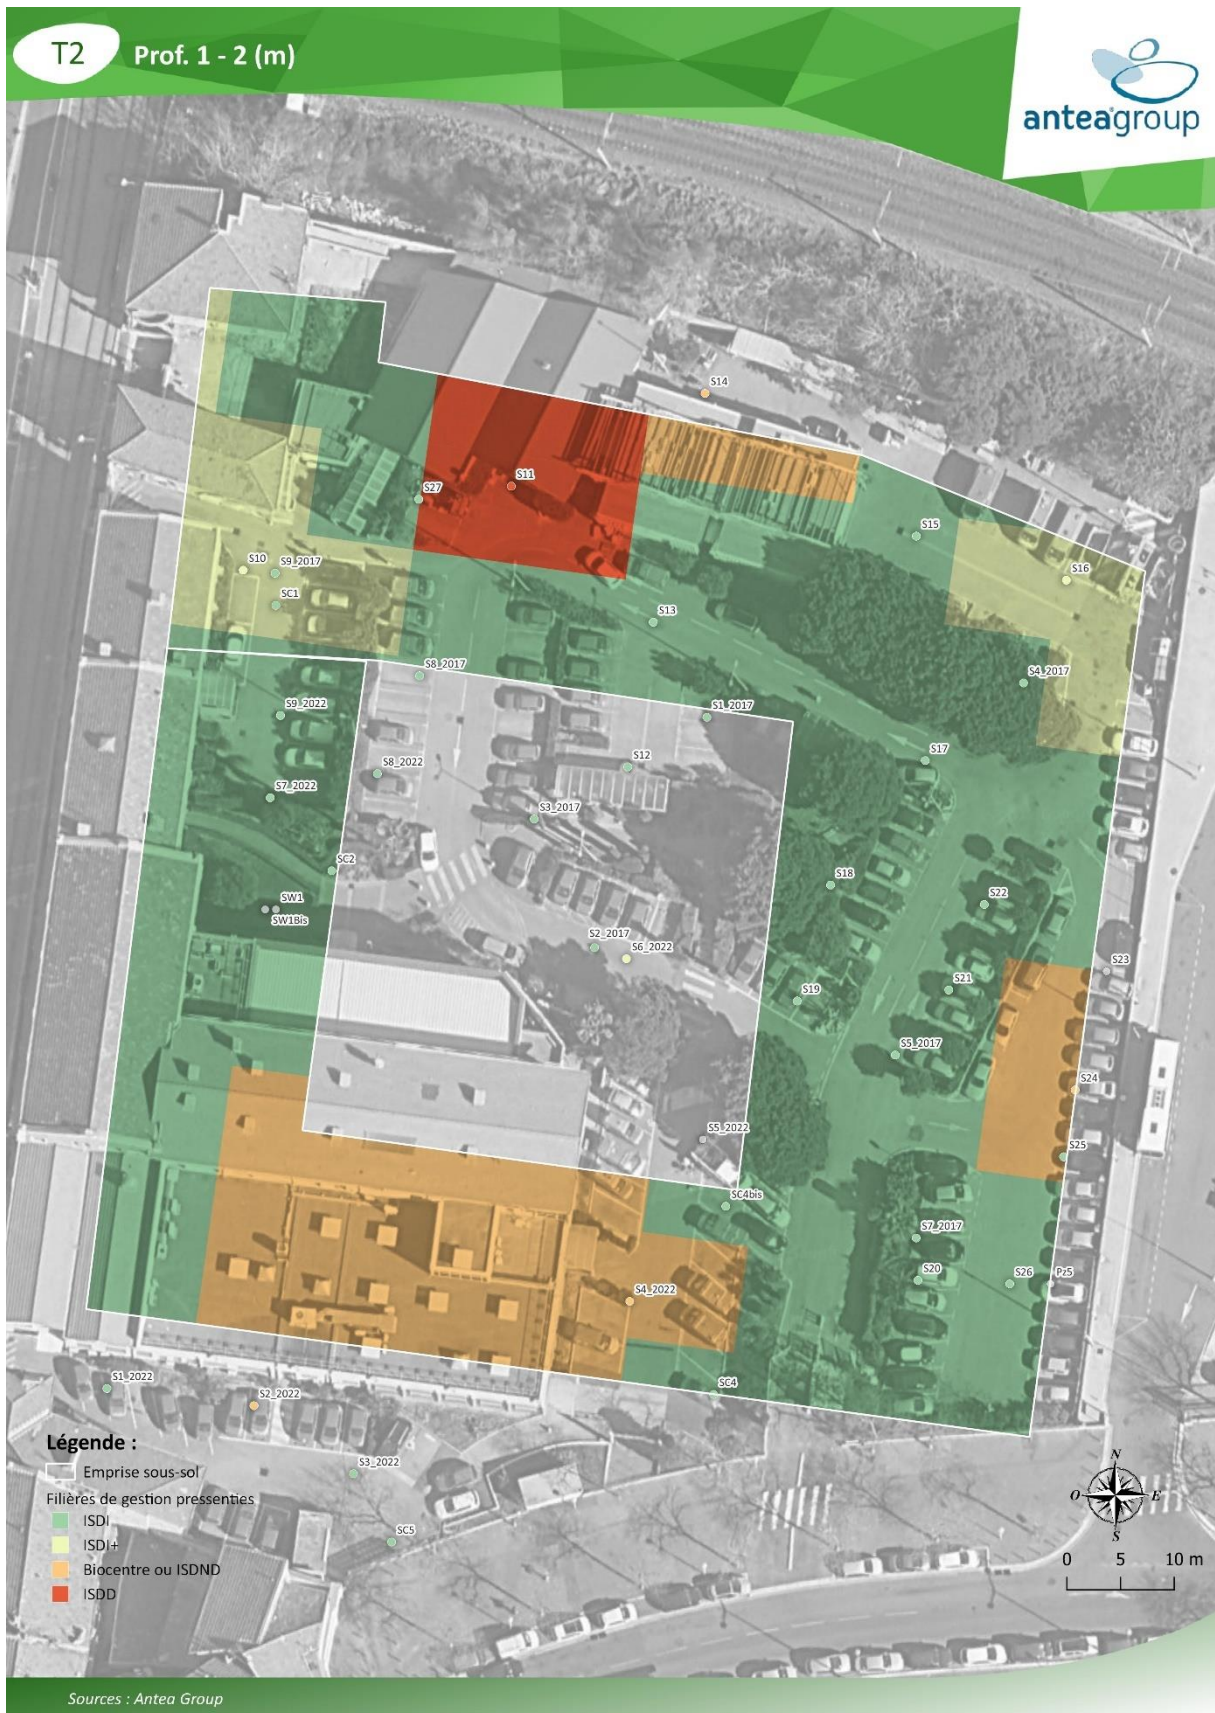 T2
Prof. 1 - 2 (m)
anteagroup
S14
S11
S27
S15
S10
S9_2017
S16
SC1
S13
S8_2017
S4_2017
S9_2022
S1_2017
S17
S12
S8_2022
S7_2022
S3_2017
SC2
S18
S22
SW1
SW1Bis
S2_2017
S6_2022
S23
S21
S19
S5_2017
S24
S5_2022
S25
SC4bis
S7_2017
S20
S26
Pz5
S4_2022
S1_2022
SC4
S2_2022
S3_2022
SC5
Légende :
Emprise sous-sol
Filières de gestion pressenties
ISDI
ISDI+
Biocentre ou ISDND
ISDD
N
O
E
S
0 5 10 m
Sources : Antea Group